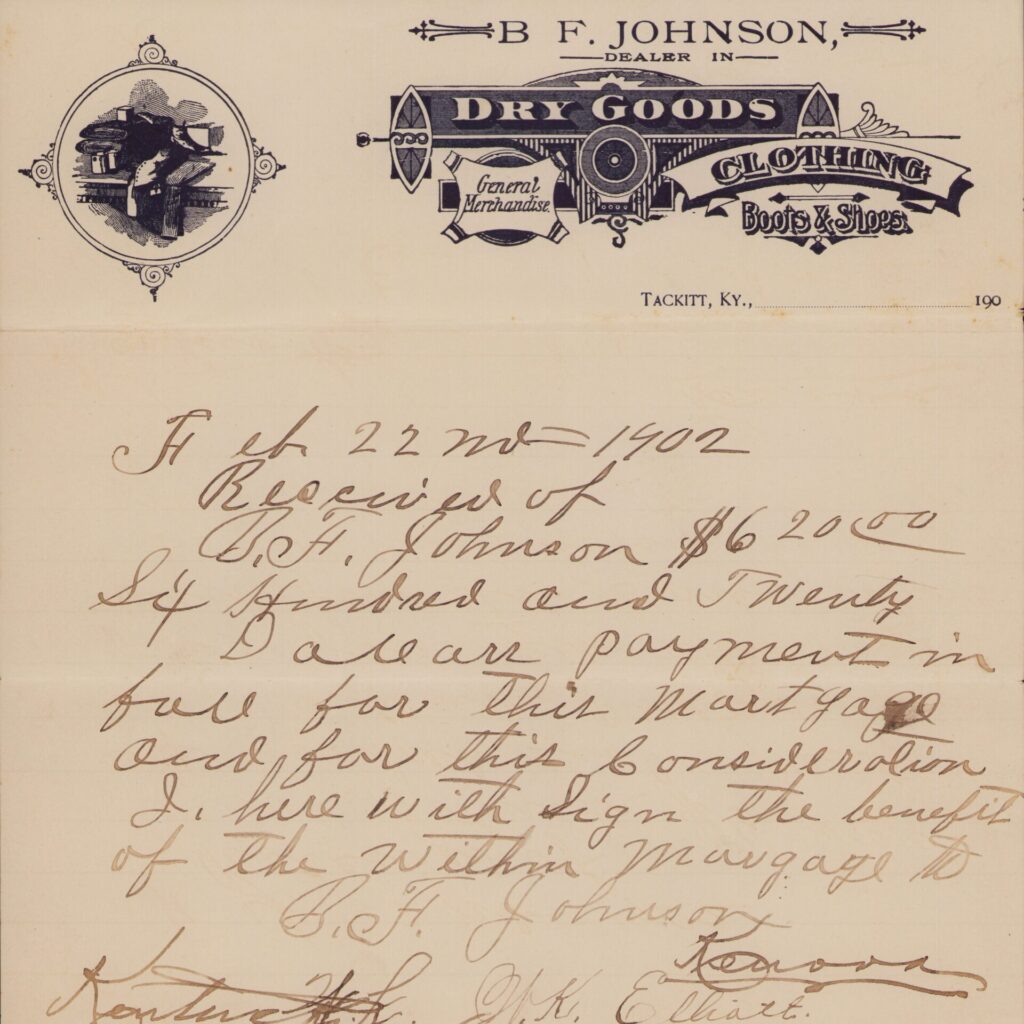 B F. JOHNSON,
DEALER IN
DRY GOODS
General
Merchandise.
CLOTHING
Boots & Shoes.
TACKITT, KY., 190
Feb. 22nd = 1902
Received of
B.F. Johnson $620.00
Six Hundred and Twenty
Dollars payment in
full for this Mortgage
and for this Consideration
I, here with Sign the benefit
of the within Margage to
B.F. Johnson
W.K. Elliott.